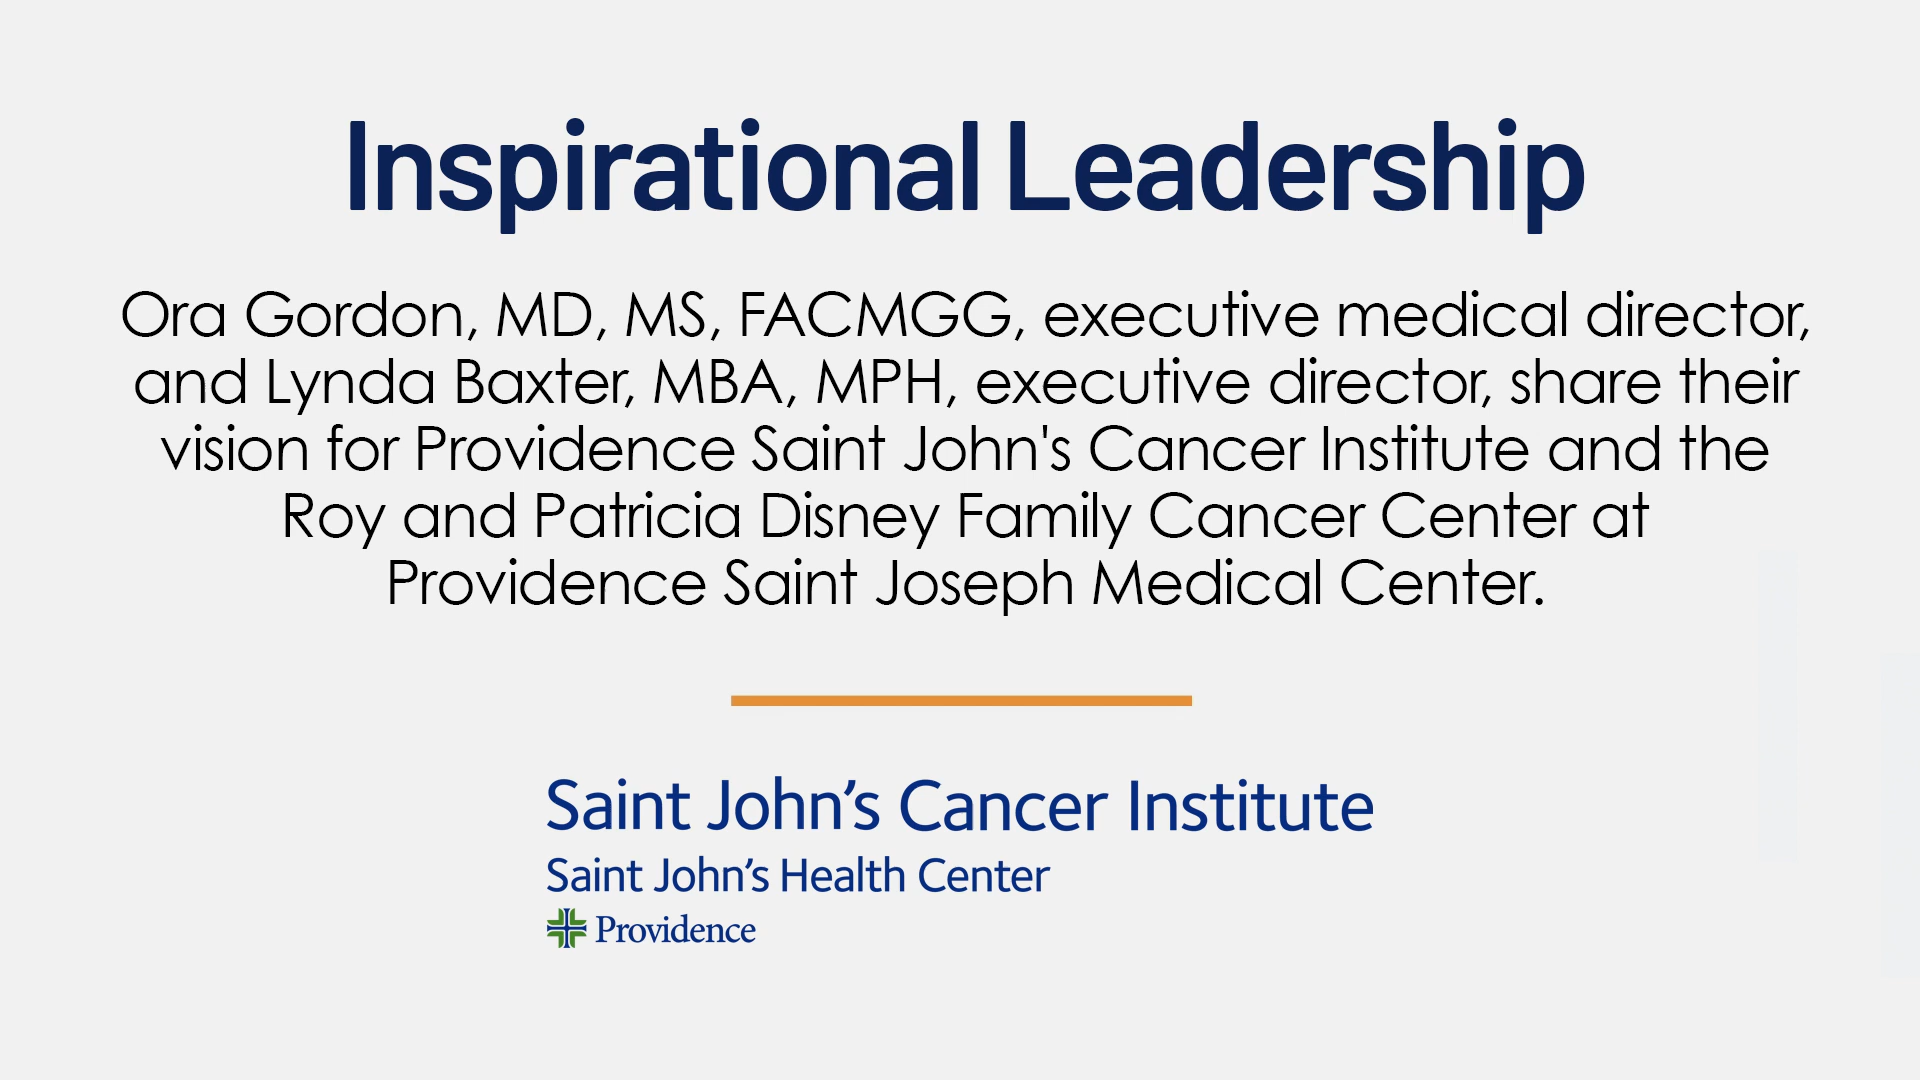 Inspirational Leadership
Ora Gordon, MD, MS, FACMGG, executive medical director,
and Lynda Baxter, MBA, MPH, executive director, share their
vision for Providence Saint John's Cancer Institute and the
Roy and Patricia Disney Family Cancer Center at
Providence Saint Joseph Medical Center.
Saint John’s Cancer Institute
Saint John’s Health Center
Providence